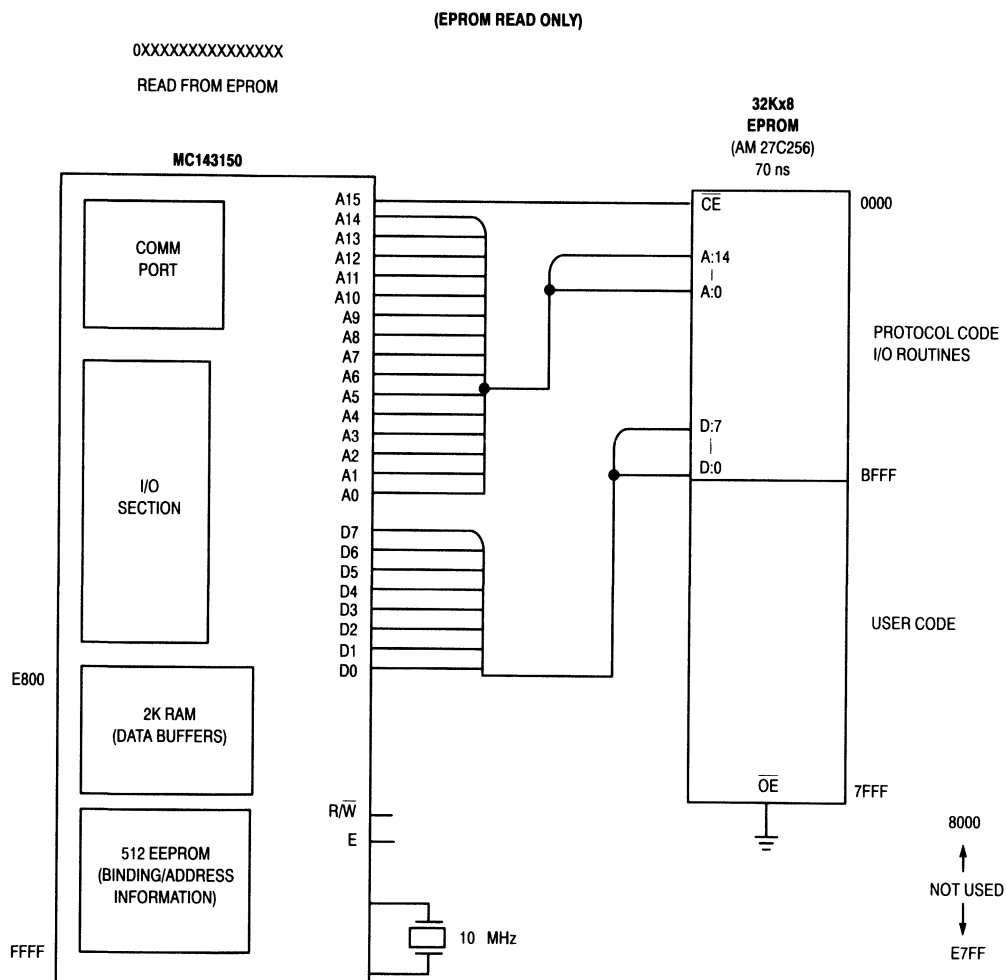 (EPROM READ ONLY)
0XXXXXXXXXXXXXXX
READ FROM EPROM
32Kx8
EPROM
(AM 27C256)
70 ns
MC143150
COMM
PORT
I/O
SECTION
E800
2K RAM
(DATA BUFFERS)
512 EEPROM
(BINDING/ADDRESS
INFORMATION)
FFFF
A15
A14
A13
A12
A11
A10
A9
A8
A7
A6
A5
A4
A3
A2
A1
A0
D7
D6
D5
D4
D3
D2
D1
D0
R/W̅
E
10 MHz
C̅E̅
A:14
A:0
D:7
D:0
O̅E̅
0000
PROTOCOL CODE
I/O ROUTINES
BFFF
USER CODE
7FFF
8000
NOT USED
E7FF